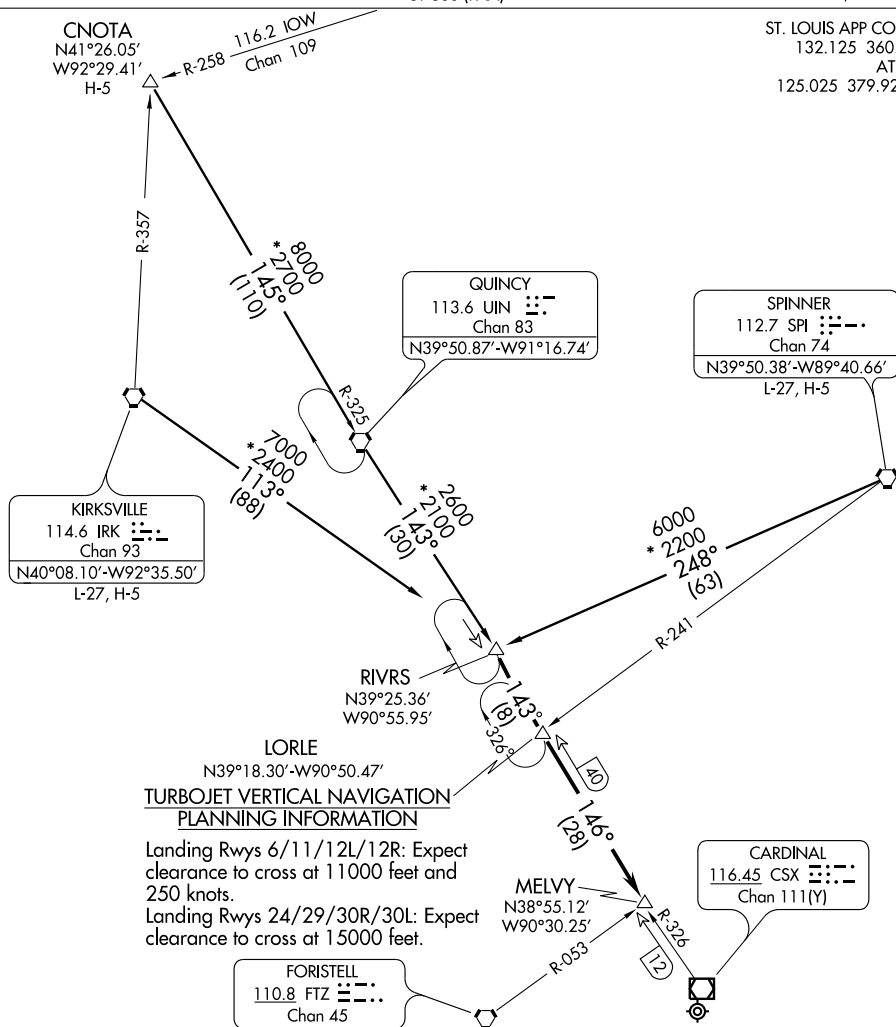 CNOTA
N41°26.05'
W92°29.41'
H-5
R-258
116.2 IOW
Chan 109
ST. LOUIS APP CO
132.125 360.
AT
125.025 379.92
R-357
8000
*2700
145°
(110)
QUINCY
113.6 UIN
Chan 83
N39°50.87'-W91°16.74'
SPINNER
112.7 SPI
Chan 74
N39°50.38'-W89°40.66'
L-27, H-5
R-325
7000
*2400
113°
(88)
KIRKSVILLE
114.6 IRK
Chan 93
N40°08.10'-W92°35.50'
L-27, H-5
2600
*2100
143°
(30)
6000
* 2200
248°
(63)
R-241
RIVRS
N39°25.36'
W90°55.95'
143°
(8)
326°
LORLE
N39°18.30'-W90°50.47'
40
146°
(28)
TURBOJET VERTICAL NAVIGATION
PLANNING INFORMATION
Landing Rwys 6/11/12L/12R: Expect
clearance to cross at 11000 feet and
250 knots.
Landing Rwys 24/29/30R/30L: Expect
clearance to cross at 15000 feet.
MELVY
N38°55.12'
W90°30.25'
CARDINAL
116.45 CSX
Chan 111(Y)
R-326
12
R-053
FORISTELL
110.8 FTZ
Chan 45